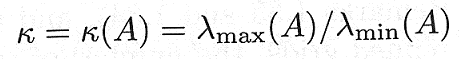 κ = κ(A) = λmax(A)/λmin(A)